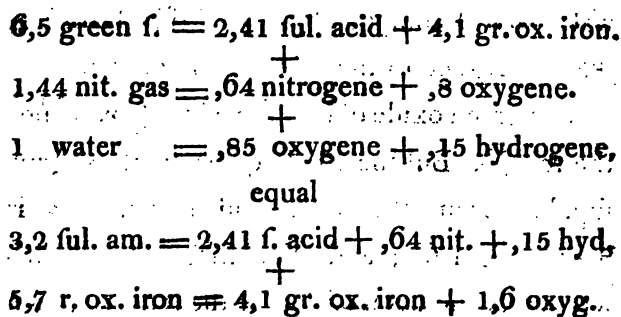 6,5 green ſ. = 2,41 ſul. acid + 4,1 gr. ox. iron.
+
1,44 nit. gas = ,64 nitrogene + ,8 oxygene.
+
1 water = ,85 oxygene + ,15 hydrogene,
equal
3,2 ſul. am. = 2,41 ſ. acid + ,64 nit. + ,15 hyd,
+
5,7 r. ox. iron = 4,1 gr. ox. iron + 1,6 oxyg.